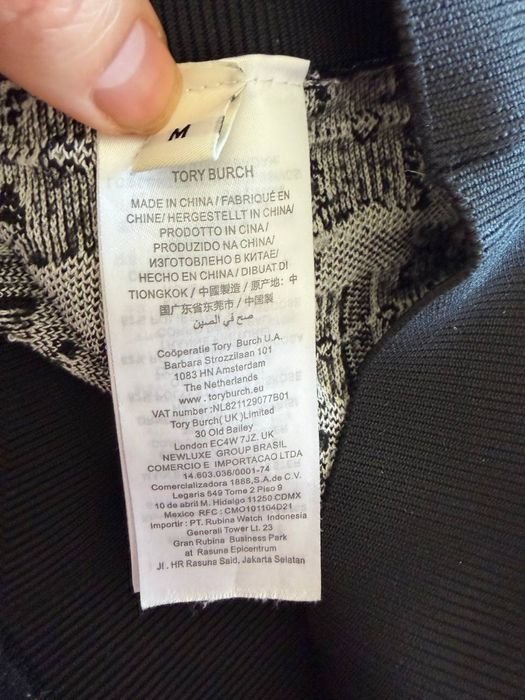 M
TORY BURCH
MADE IN CHINA / FABRIQUÉ EN
CHINE/ HERGESTELLT IN CHINA/
PRODOTTO IN CINA/
PRODUZIDO NA CHINA/
ИЗГОТОВЛЕНО В КИТАЕ/
HECHO EN CHINA / DIBUAT DI
TIONGKOK / 中國製造 / 原产地：中
国广东省东莞市 / 中国製
صنع في الصين
Coöperatie Tory Burch U.A.
Barbara Strozzilaan 101
1083 HN Amsterdam
The Netherlands
www.toryburch.eu
VAT number:NL821129077B01
Tory Burch( UK )Limited
30 Old Bailey
London EC4W 7JZ, UK
NEWLUXE GROUP BRASIL
COMERCIO E IMPORTACAO LTDA
14.603.036/0001-74
Comercializadora 1888,S.A.de C.V.
Legaria 549 Tome 2 Piso 9
10 de abril M. Hidalgo 11250 CDMX
Mexico RFC : CMO101104D21
Importir : PT. Rubina Watch Indonesia
Generali Tower Lt. 23
Gran Rubina Business Park
at Rasuna Epicentrum
Jl . HR Rasuna Said, Jakarta Selatan